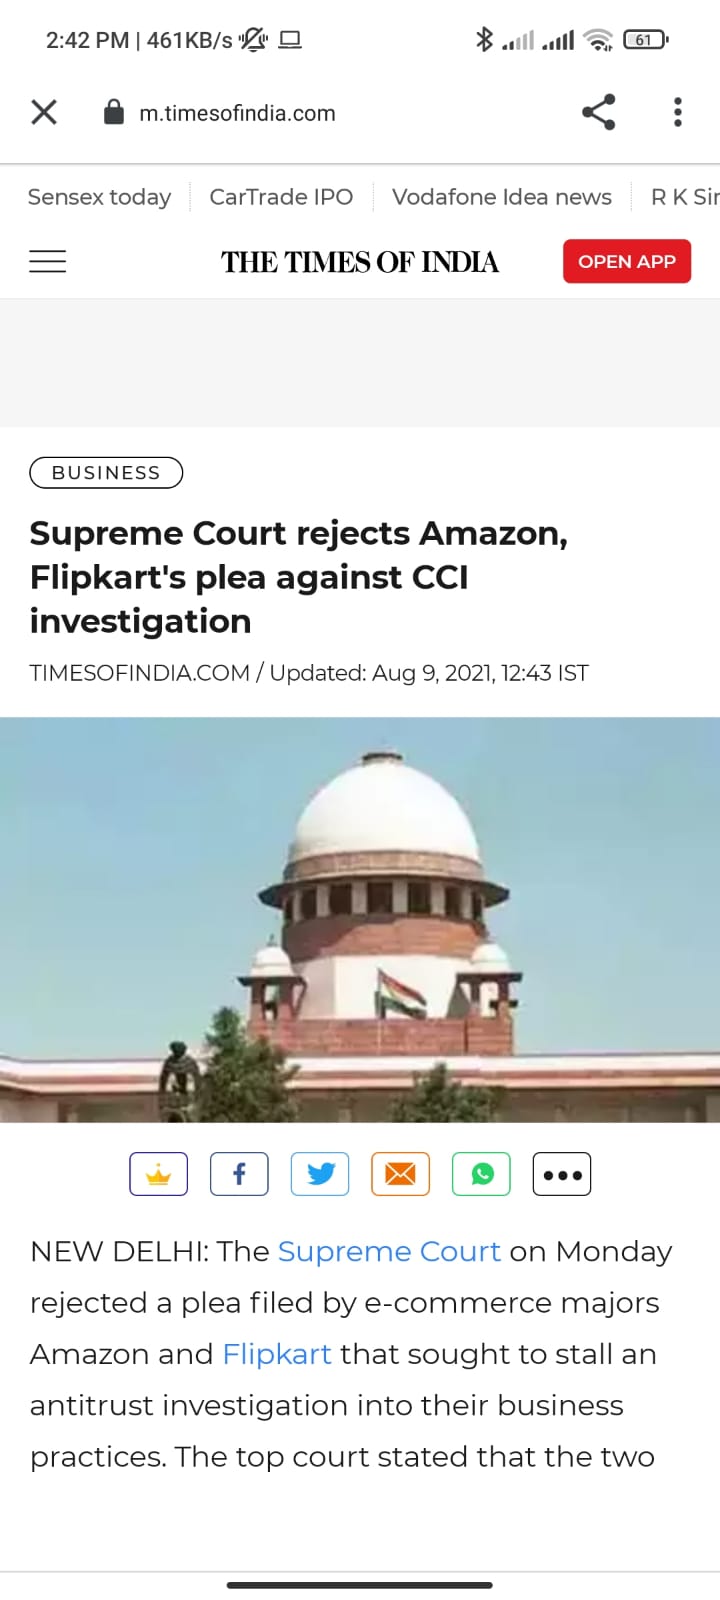 2:42 PM | 461KB/s
61
m.timesofindia.com
Sensex today
CarTrade IPO
Vodafone Idea news
R K Sir
THE TIMES OF INDIA
OPEN APP
BUSINESS
Supreme Court rejects Amazon,
Flipkart's plea against CCI
investigation
TIMESOFINDIA.COM / Updated: Aug 9, 2021, 12:43 IST
f
NEW DELHI: The Supreme Court on Monday
rejected a plea filed by e-commerce majors
Amazon and Flipkart that sought to stall an
antitrust investigation into their business
practices. The top court stated that the two